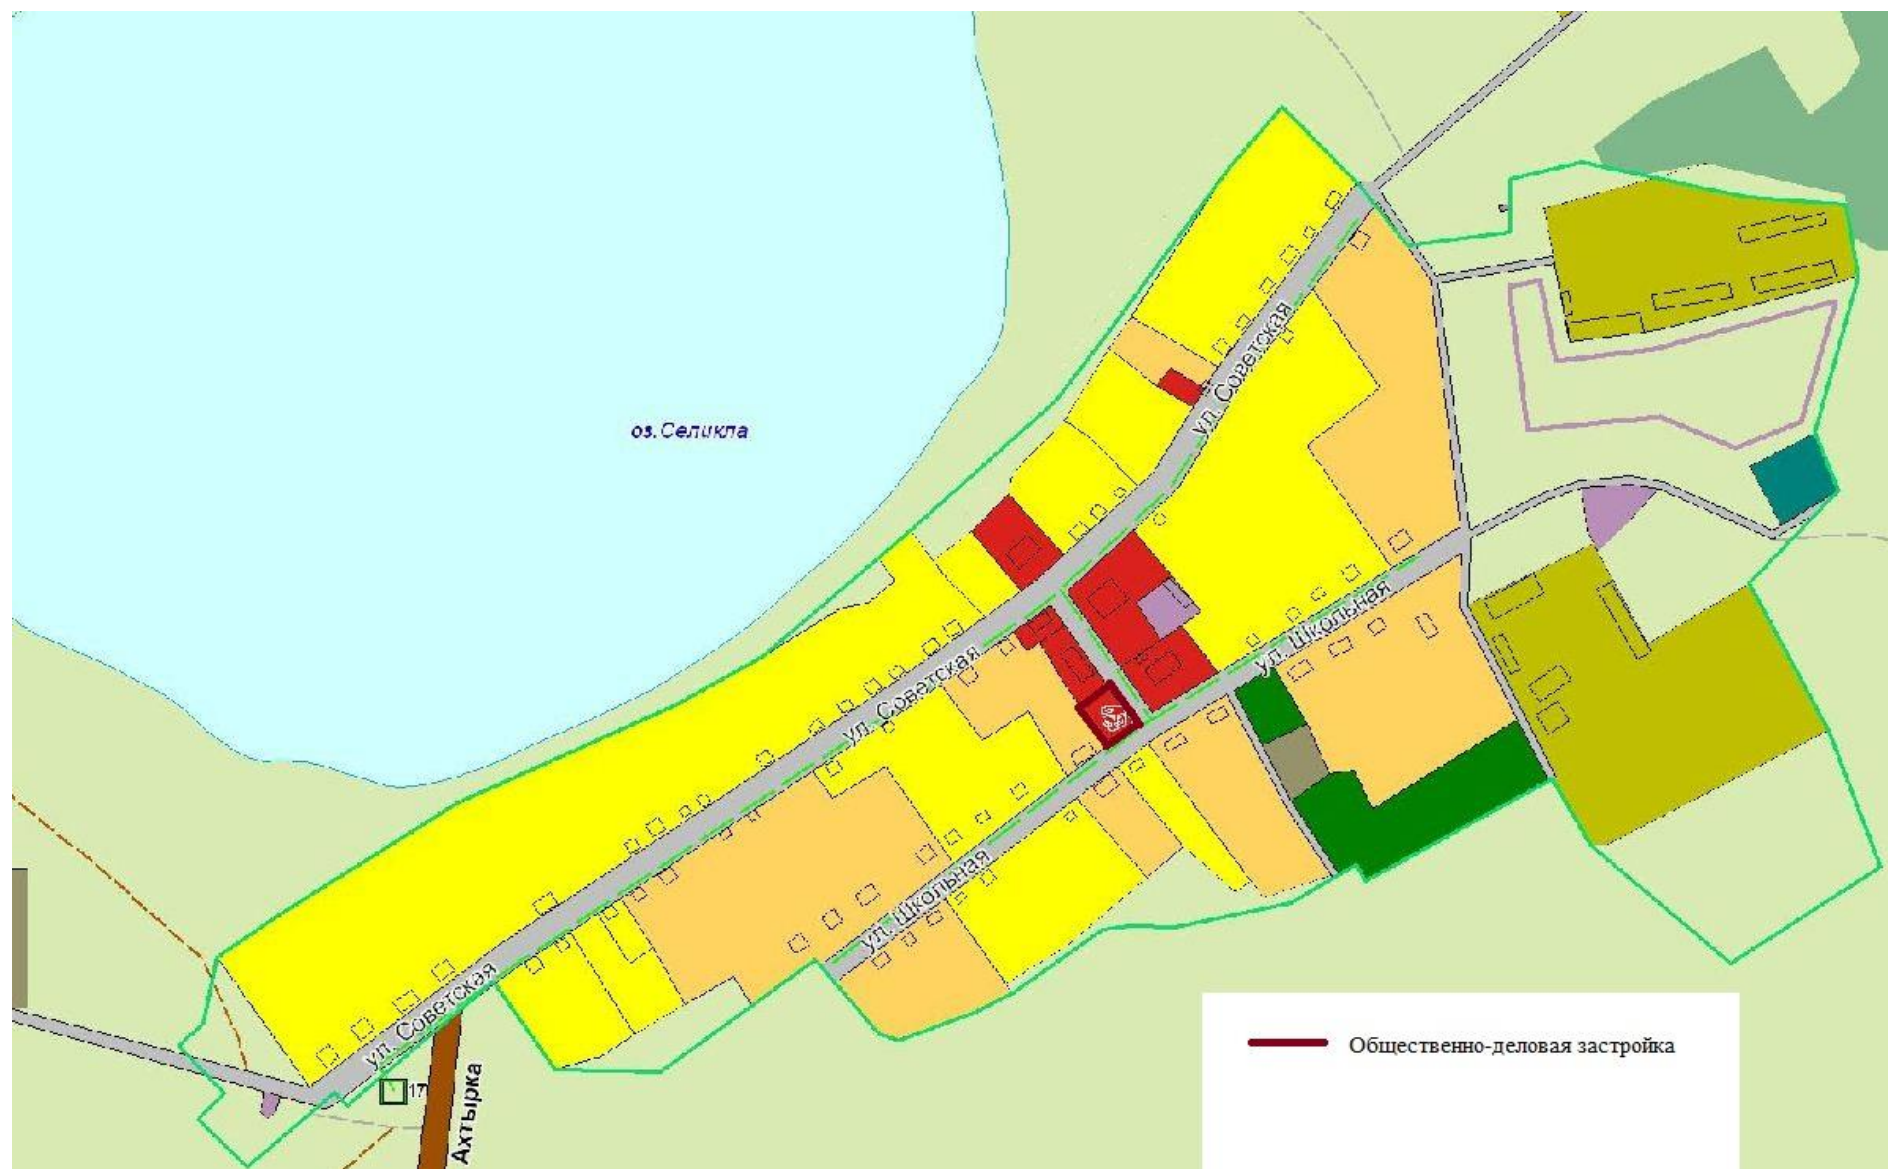 оз.Селикла
ул. Советская
ул. Советская
ул. Школьная
ул. Школьная
ул. Советская
17
Ахтырка
Общественно-деловая застройка